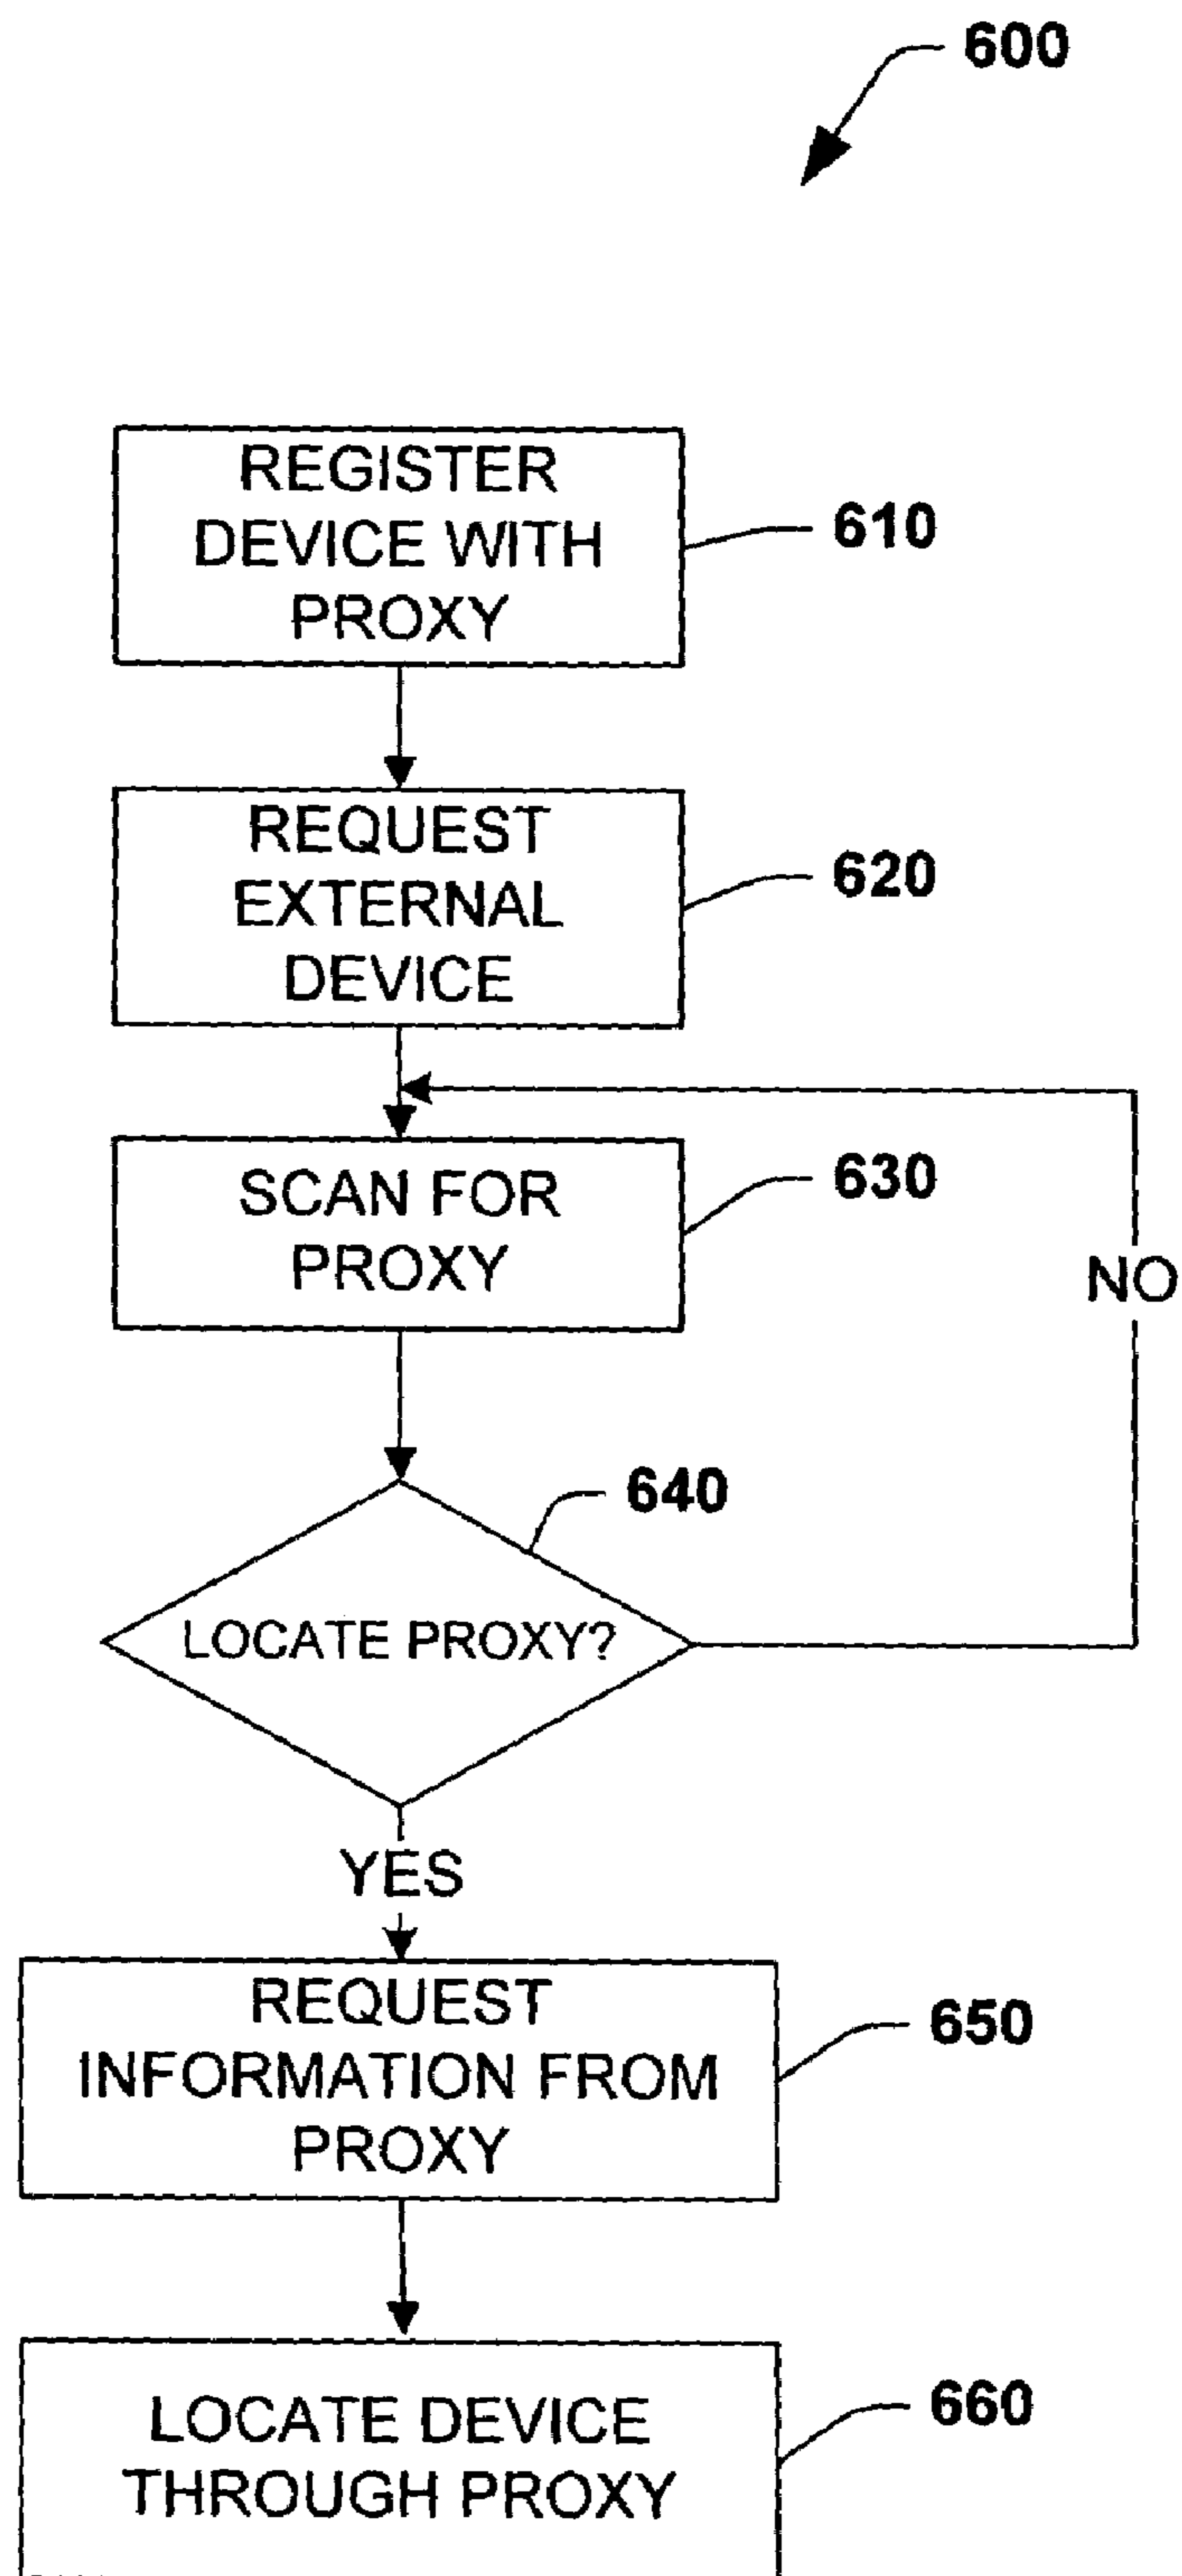 600
REGISTER
DEVICE WITH
PROXY
610
REQUEST
EXTERNAL
DEVICE
620
SCAN FOR
PROXY
630
NO
640
LOCATE PROXY?
YES
REQUEST
INFORMATION FROM
PROXY
650
LOCATE DEVICE
THROUGH PROXY
660